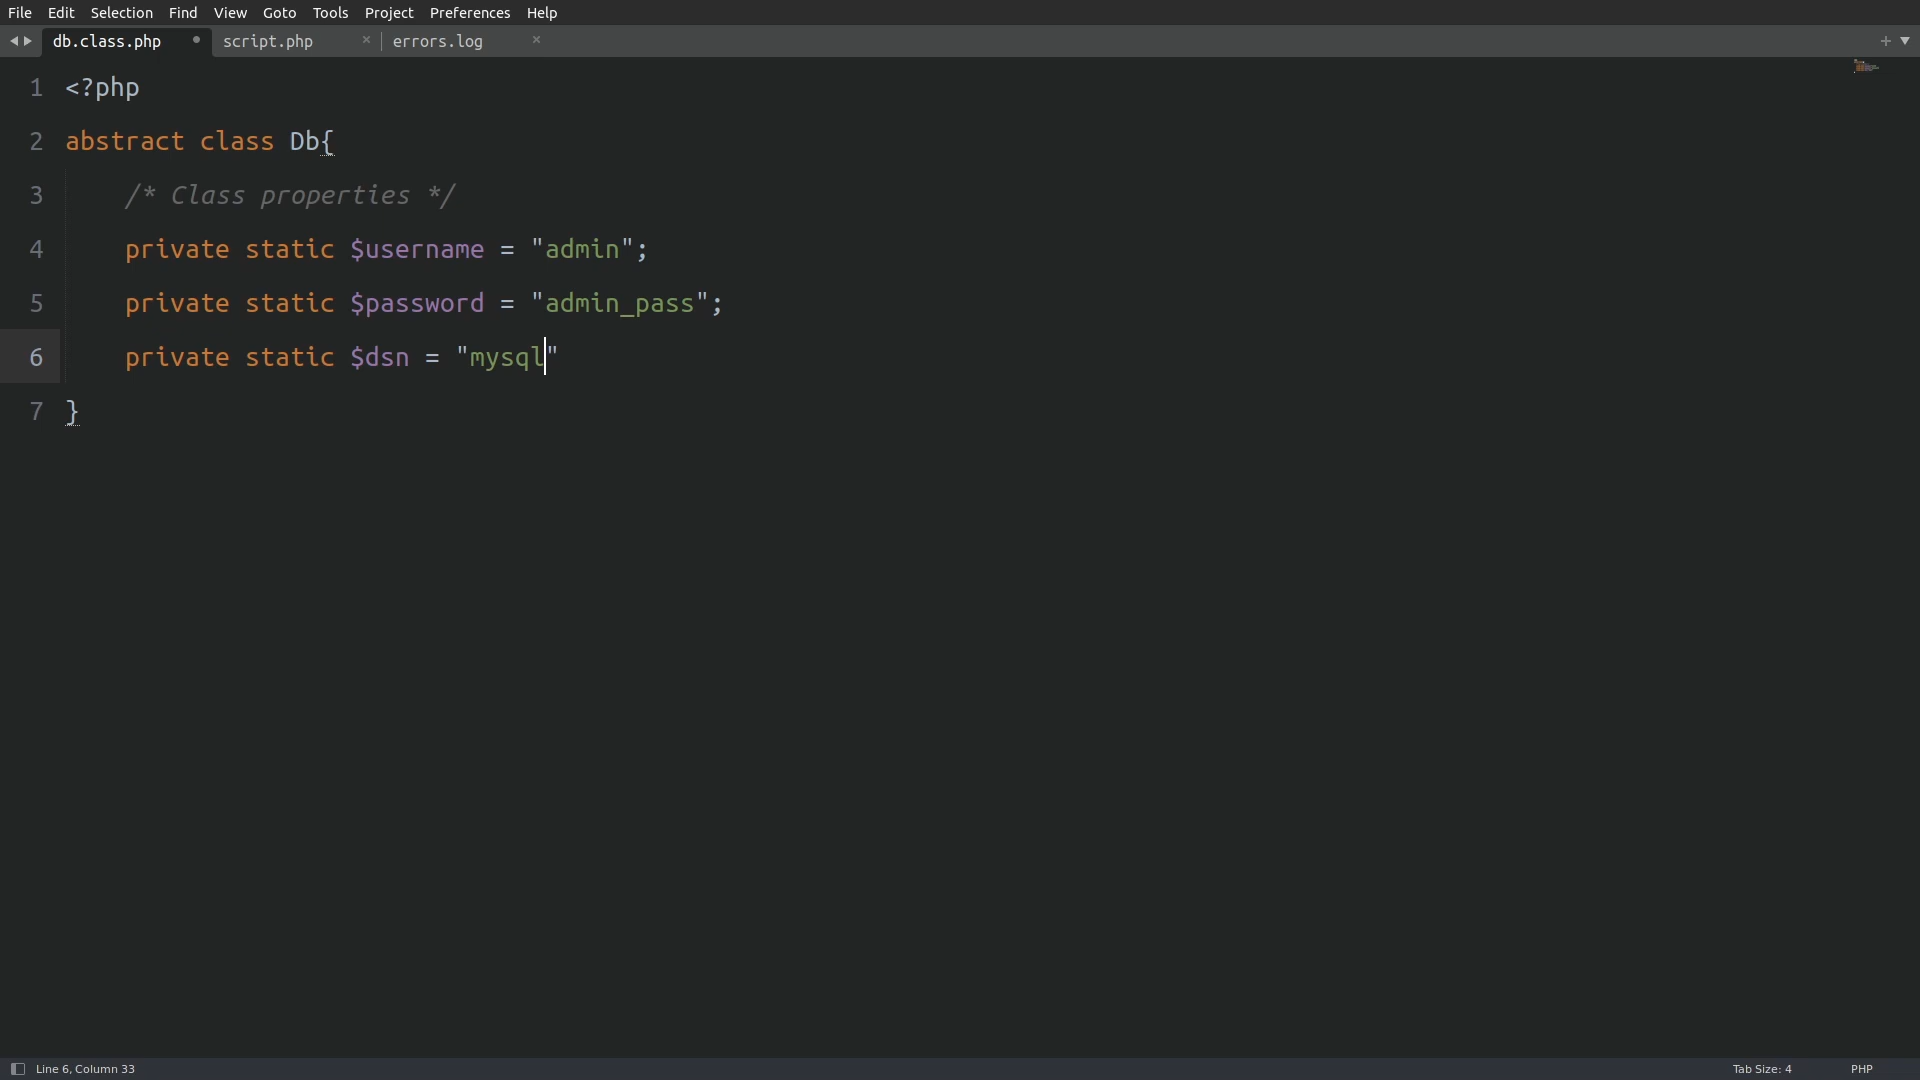 File Edit Selection Find View Goto Tools Project Preferences Help
db.class.php script.php errors.log
1 <?php
2 abstract class Db{
3 /* Class properties */
4 private static $username = "admin";
5 private static $password = "admin_pass";
6 private static $dsn = "mysql"
7 }
Line 6, Column 33 Tab Size: 4 PHP